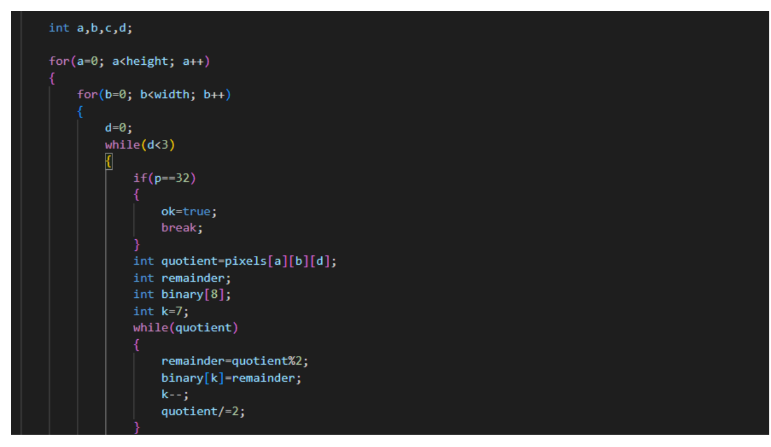 int a,b,c,d;
for(a=0; a<height; a++)
{
for(b=0; b<width; b++)
{
d=0;
while(d<3)
{
if(p==32)
{
ok=true;
break;
}
int quotient=pixels[a][b][d];
int remainder;
int binary[8];
int k=7;
while(quotient)
{
remainder=quotient%2;
binary[k]=remainder;
k--;
quotient/=2;
}